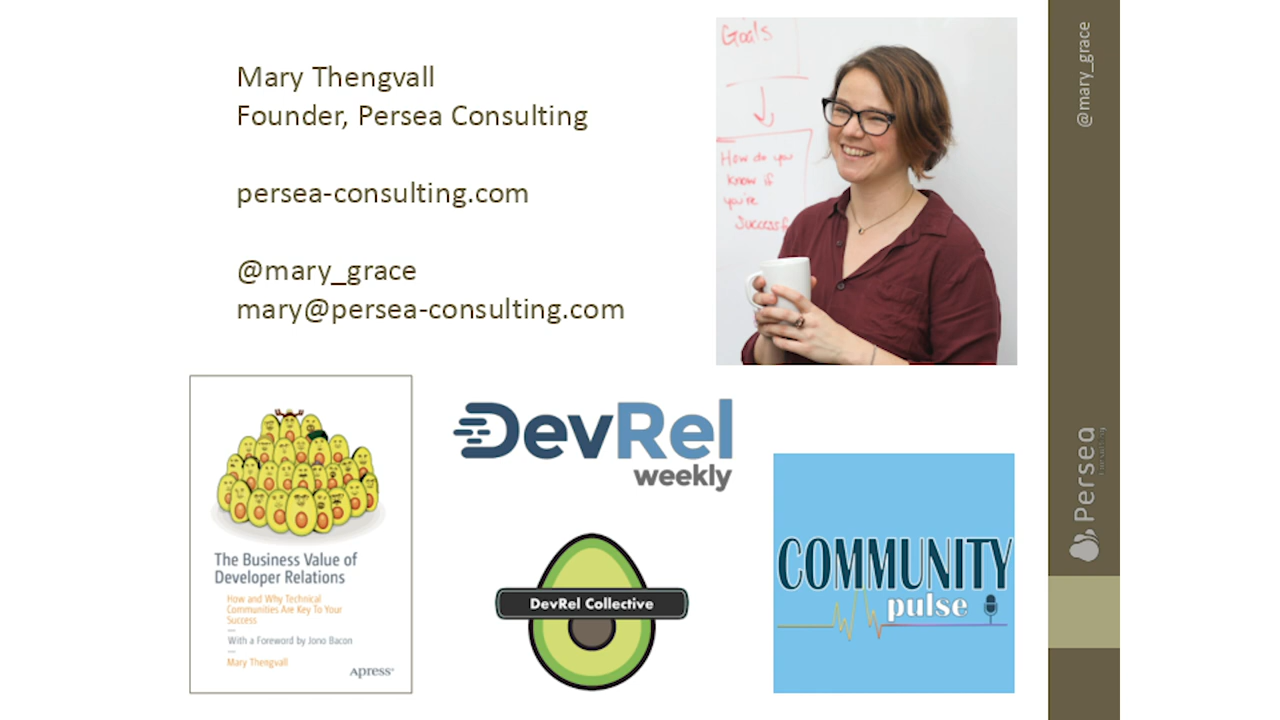 Mary Thengvall
Founder, Persea Consulting
persea-consulting.com
@mary_grace
mary@persea-consulting.com
Goals
How do you
know if
you're
Successf
@mary_grace
Persea
Consulting
The Business Value of
Developer Relations
How and Why Technical
Communities Are Key To Your
Success
With a Foreword by Jono Bacon
Mary Thengvall
Apress®
DevRel
weekly
DevRel Collective
COMMUNITY
pulse